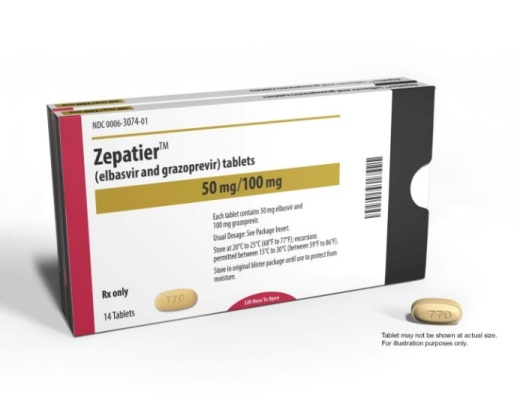 NDC 0006-3074-01
Zepatier™
(elbasvir and grazoprevir) tablets
50 mg/100 mg
Each tablet contains 50 mg elbasvir and
100 mg grazoprevir.
Usual Dosage: See Package Insert.
Store at 20°C to 25°C (68°F to 77°F); excursions
permitted between 15°C to 30°C (between 59°F to 86°F).
Store in original blister package until use to protect from
moisture.
Rx only
770
14 Tablets
Lift Here To Open
770
Tablet may not be shown at actual size.
For illustration purposes only.